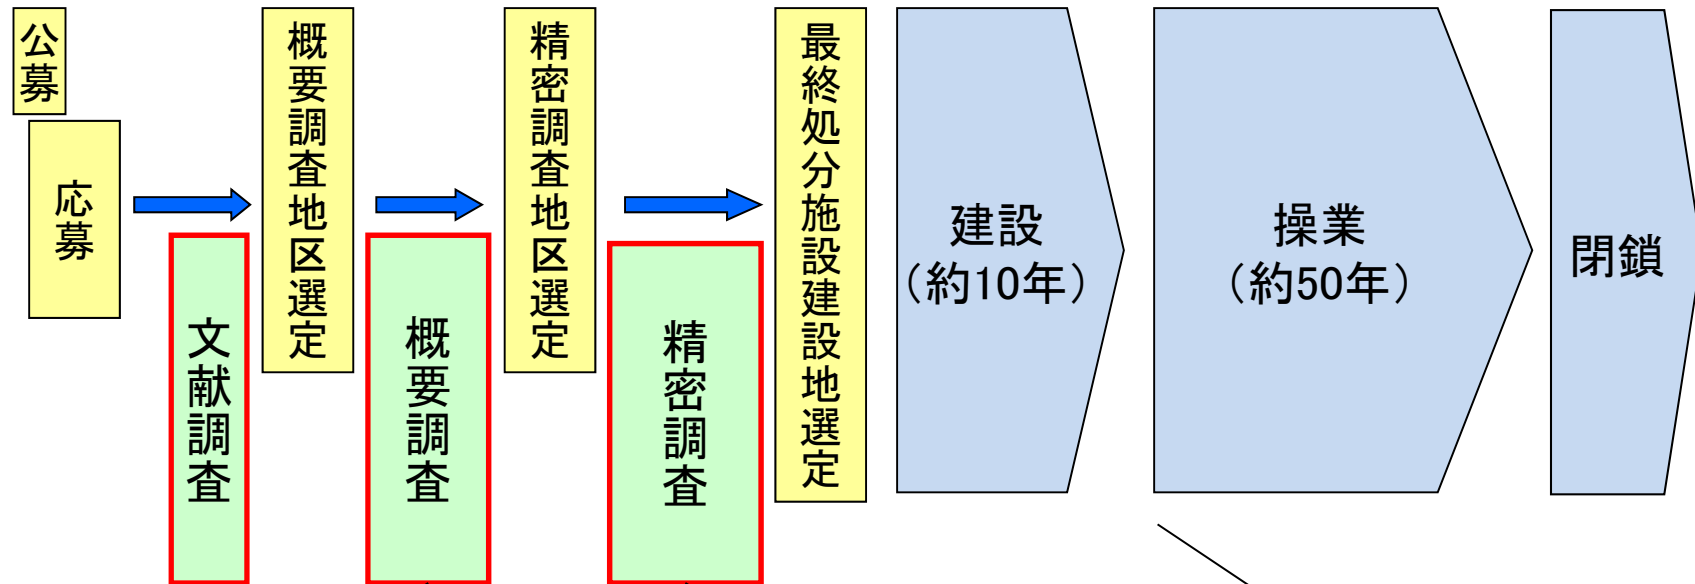 公募
応募
文献調査
概要調査地区選定
概要調査
精密調査地区選定
精密調査
最終処分施設建設地選定
建設
（約10年）
操業
（約50年）
閉鎖